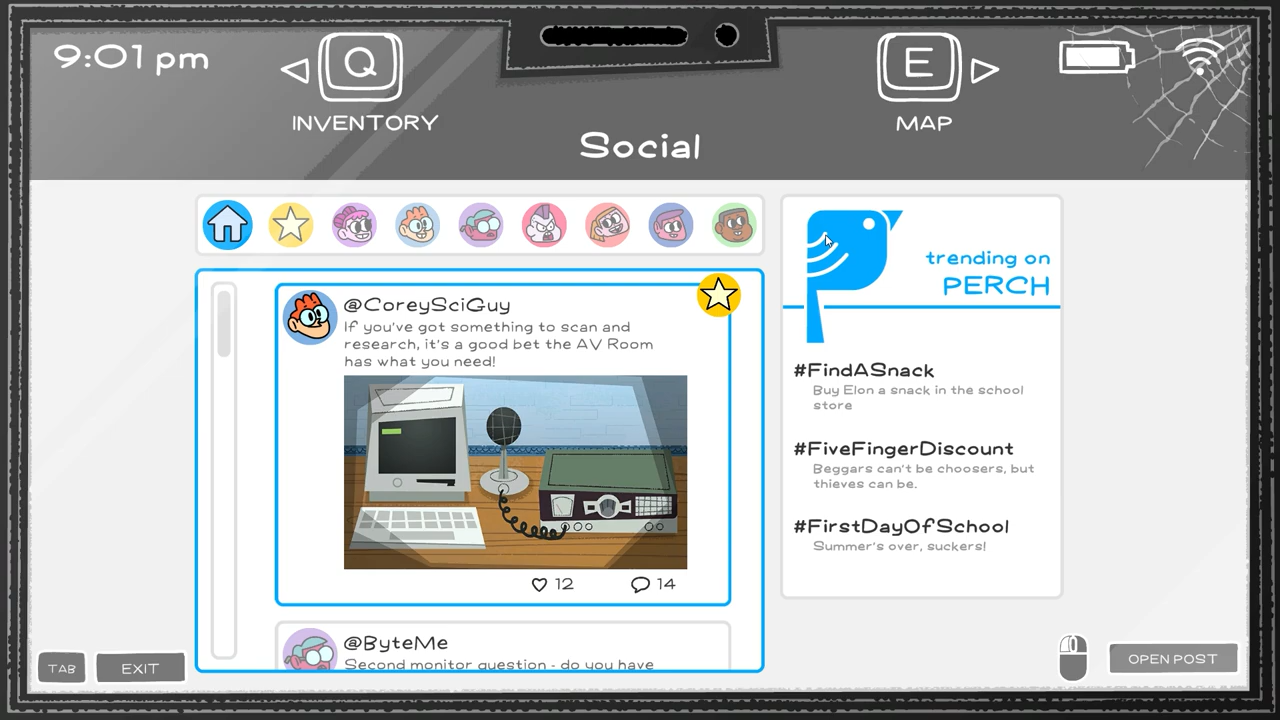 9:01 pm
Q
INVENTORY
Social
E
MAP
trending on
PERCH
@CoreySciGuy
If you've got something to scan and
research, it's a good bet the AV Room
has what you need!
12
14
@ByteMe
Second monitor question - do you have
#FindASnack
Buy Elon a snack in the school
store
#FiveFingerDiscount
Beggars can't be choosers, but
thieves can be.
#FirstDayOfSchool
Summer's over, suckers!
TAB
EXIT
OPEN POST